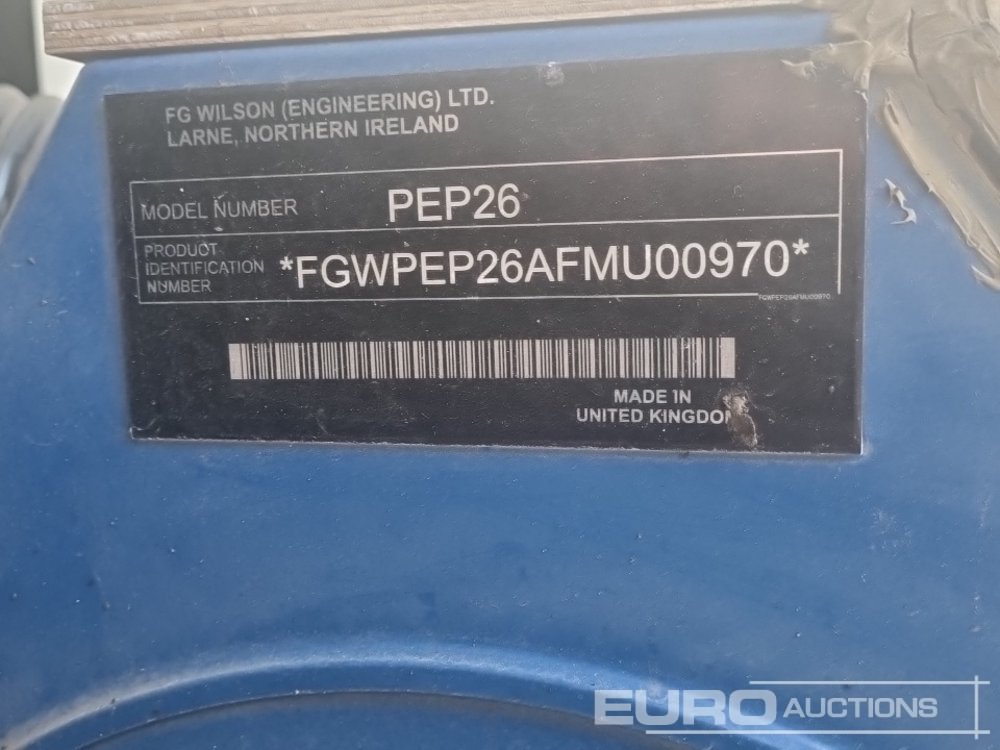 FG WILSON (ENGINEERING) LTD.
LARNE, NORTHERN IRELAND
MODEL NUMBER PEP26
PRODUCT
IDENTIFICATION
NUMBER
*FGWPEP26AFMU00970*
FGWPEP26AFMU00970
MADE IN
UNITED KINGDOM
EURO AUCTIONS